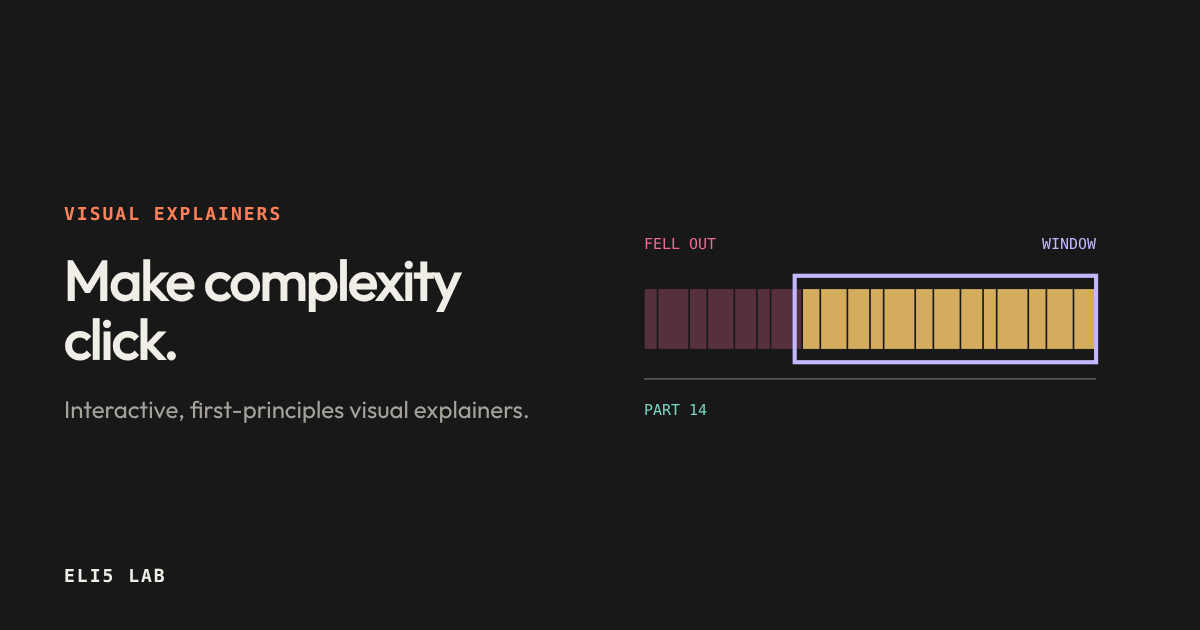 VISUAL EXPLAINERS
Make complexity
click.
Interactive, first-principles visual explainers.
ELI5 LAB
FELL OUT
WINDOW
PART 14